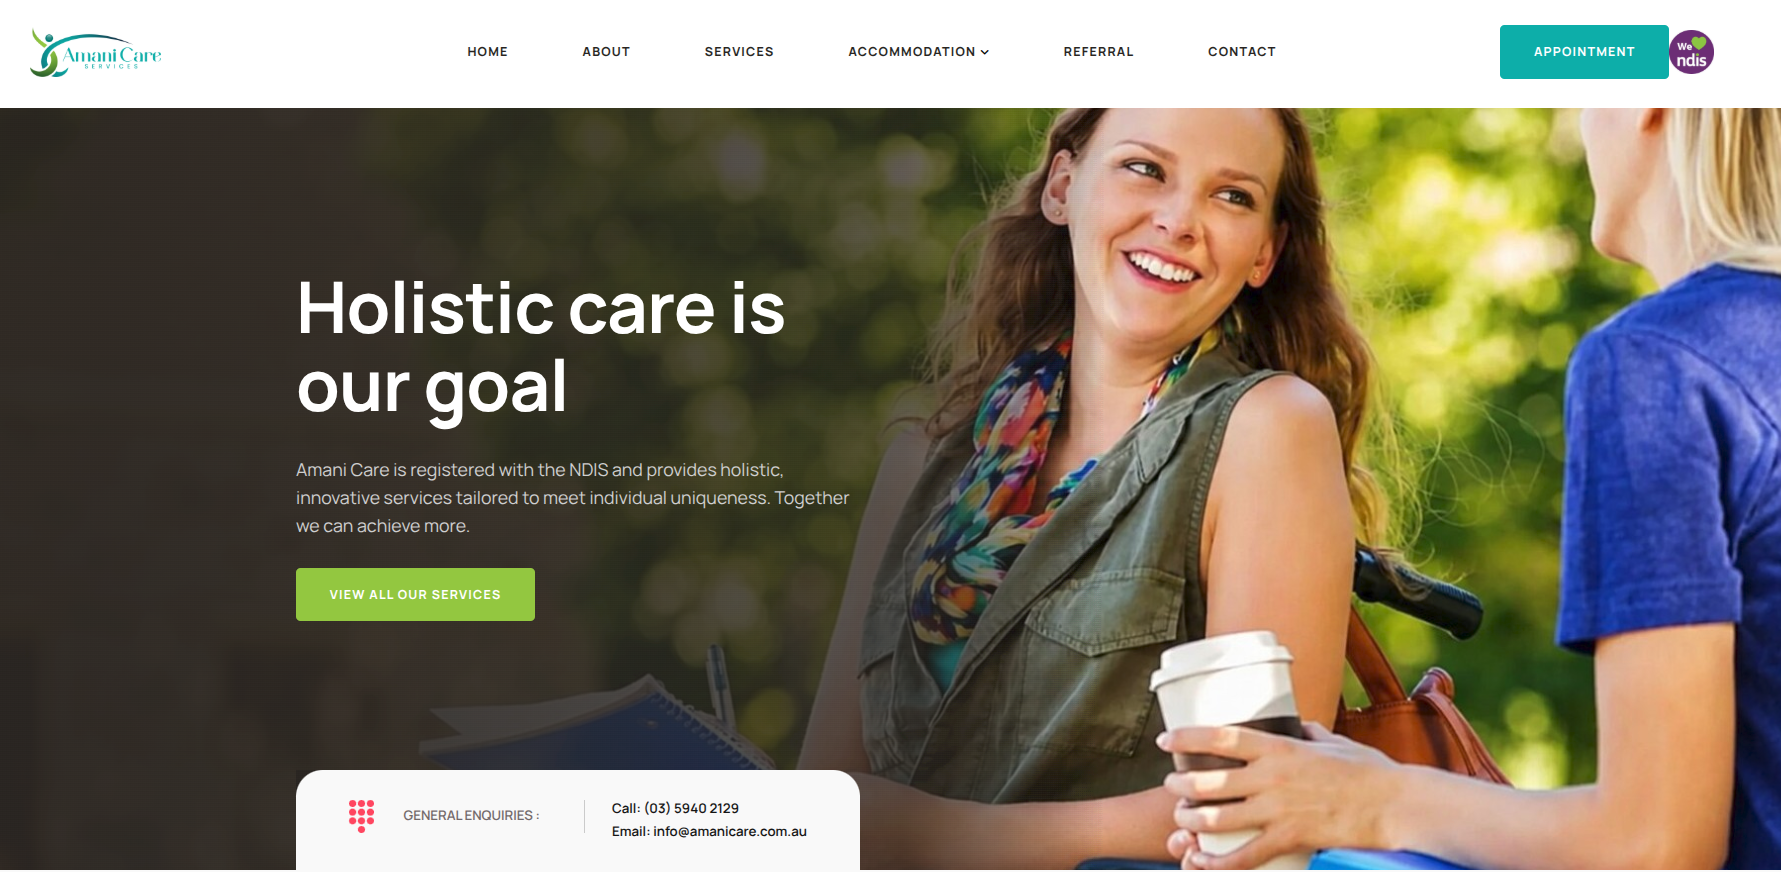 Amani Care
SERVICES
HOME
ABOUT
SERVICES
ACCOMMODATION
REFERRAL
CONTACT
APPOINTMENT
We
ndis
Holistic care is
our goal
Amani Care is registered with the NDIS and provides holistic,
innovative services tailored to meet individual uniqueness. Together
we can achieve more.
VIEW ALL OUR SERVICES
GENERAL ENQUIRIES :
Call: (03) 5940 2129
Email: info@amanicare.com.au